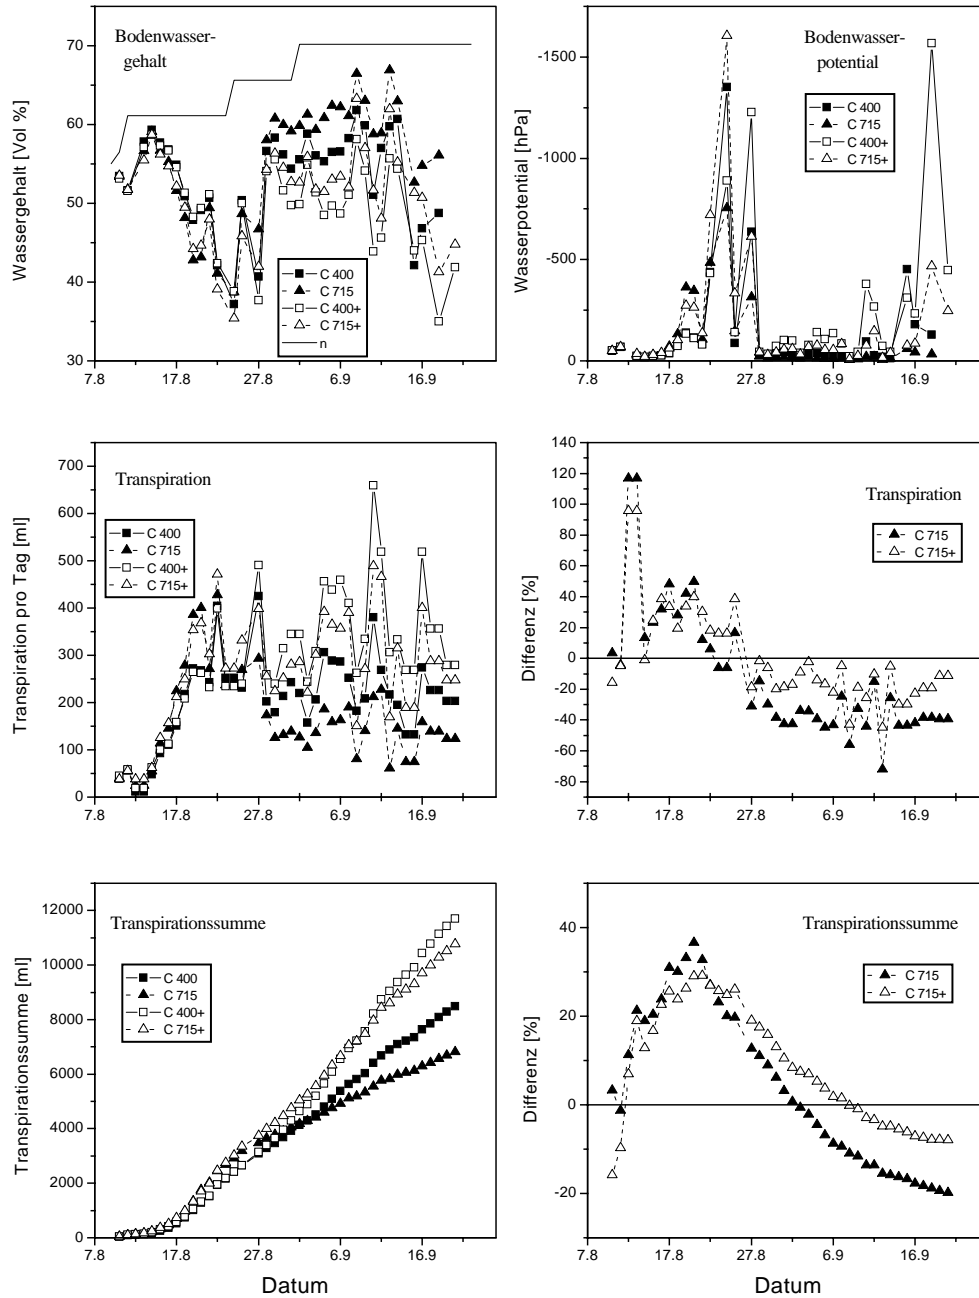 Bodenwasser-
gehalt
Wassergehalt [Vol %]
70
60
50
40
30
C 400
C 715
C 400+
C 715+
n
7.8
17.8
27.8
6.9
16.9
Bodenwasser-
potential
Wasserpotential [hPa]
-1500
-1000
-500
0
C 400
C 715
C 400+
C 715+
7.8
17.8
27.8
6.9
16.9
Transpiration
Transpiration pro Tag [ml]
700
600
500
400
300
200
100
0
C 400
C 715
C 400+
C 715+
7.8
17.8
27.8
6.9
16.9
Transpiration
Differenz [%]
140
120
100
80
60
40
20
0
-20
-40
-60
-80
C 715
C 715+
7.8
17.8
27.8
6.9
16.9
Transpirationssumme
Transpirationssumme [ml]
12000
10000
8000
6000
4000
2000
0
C 400
C 715
C 400+
C 715+
7.8
17.8
27.8
6.9
16.9
Datum
Transpirationssumme
Differenz [%]
40
20
0
-20
C 715
C 715+
7.8
17.8
27.8
6.9
16.9
Datum